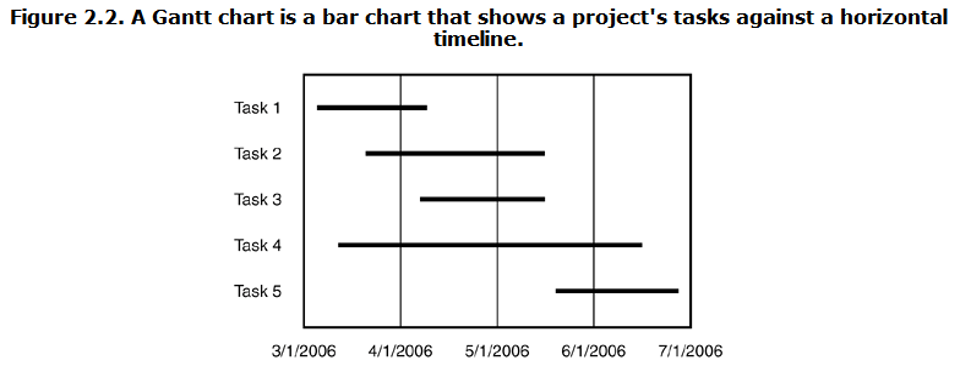 Figure 2.2. A Gantt chart is a bar chart that shows a project's tasks against a horizontal
timeline.
Task 1
Task 2
Task 3
Task 4
Task 5
3/1/2006 4/1/2006 5/1/2006 6/1/2006 7/1/2006